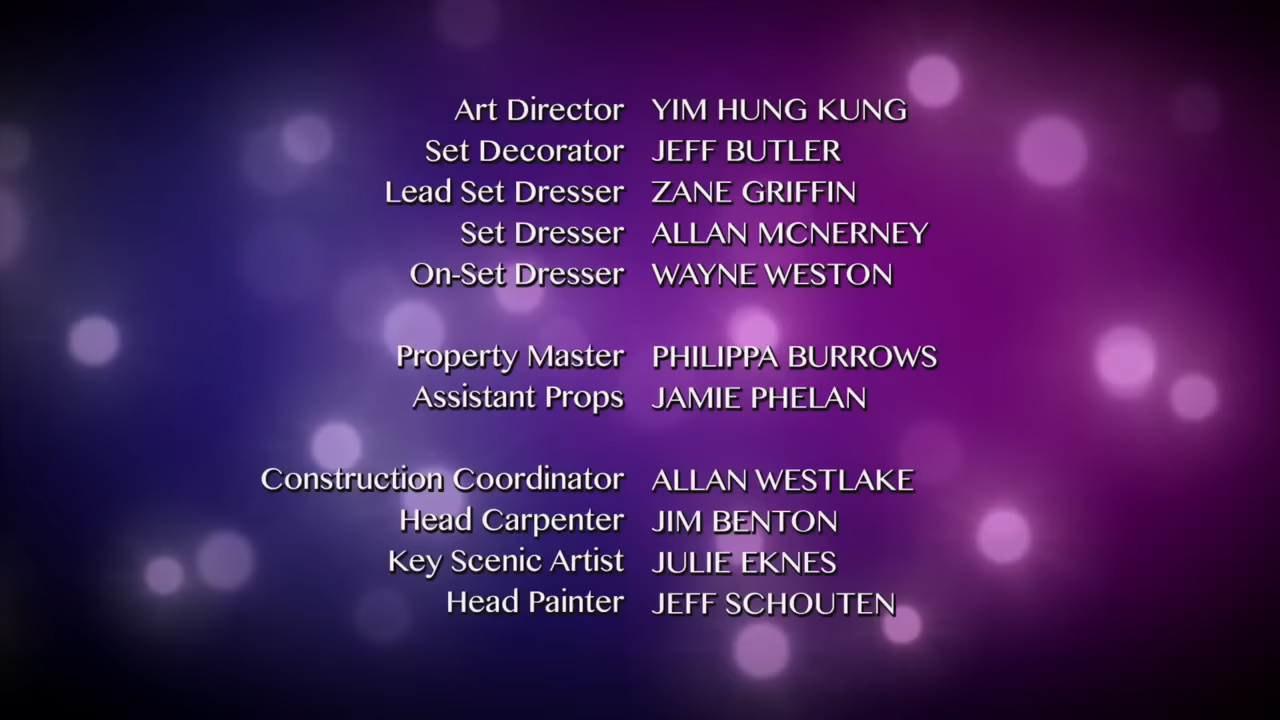 Art Director YIM HUNG KUNG
Set Decorator JEFF BUTLER
Lead Set Dresser ZANE GRIFFIN
Set Dresser ALLAN MCNERNEY
On-Set Dresser WAYNE WESTON
Property Master PHILIPPA BURROWS
Assistant Props JAMIE PHELAN
Construction Coordinator ALLAN WESTLAKE
Head Carpenter JIM BENTON
Key Scenic Artist JULIE EKNES
Head Painter JEFF SCHOUTEN